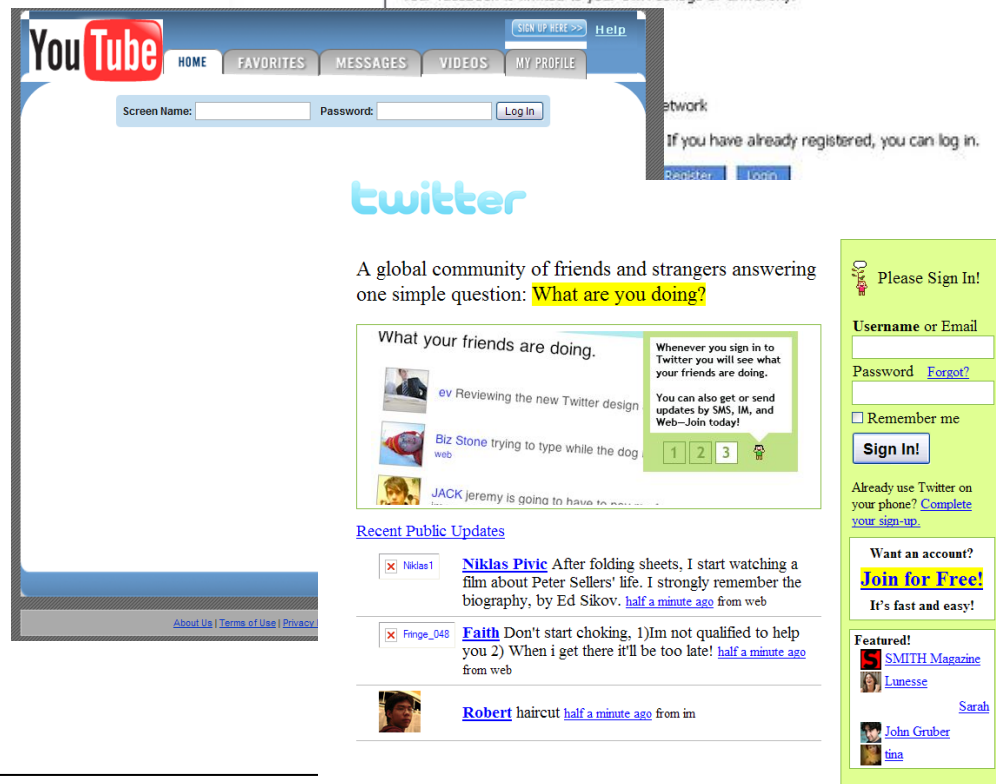 YouTube
SIGN UP HERE >> Help
HOME FAVORITES MESSAGES VIDEOS MY PROFILE
Screen Name: Password: Log In
etwork
If you have already registered, you can log in.
Register Login
twitter
A global community of friends and strangers answering
one simple question: What are you doing?
What your friends are doing.
ev Reviewing the new Twitter design
Biz Stone trying to type while the dog
web
JACK jeremy is going to have to
Whenever you sign in to
Twitter you will see what
your friends are doing.
You can also get or send
updates by SMS, IM, and
Web—Join today!
1 2 3
Recent Public Updates
Niklas1
Niklas Pivic After folding sheets, I start watching a
film about Peter Sellers' life. I strongly remember the
biography, by Ed Sikov. half a minute ago from web
Fringe_048
Faith Don't start choking, 1)Im not qualified to help
you 2) When i get there it'll be too late! half a minute ago
from web
Robert haircut half a minute ago from im
Please Sign In!
Username or Email
Password Forgot?
Remember me
Sign In!
Already use Twitter on
your phone? Complete
your sign-up.
Want an account?
Join for Free!
It's fast and easy!
Featured!
SMITH Magazine
Lunesse
Sarah
John Gruber
tina
About Us | Terms of Use | Privacy